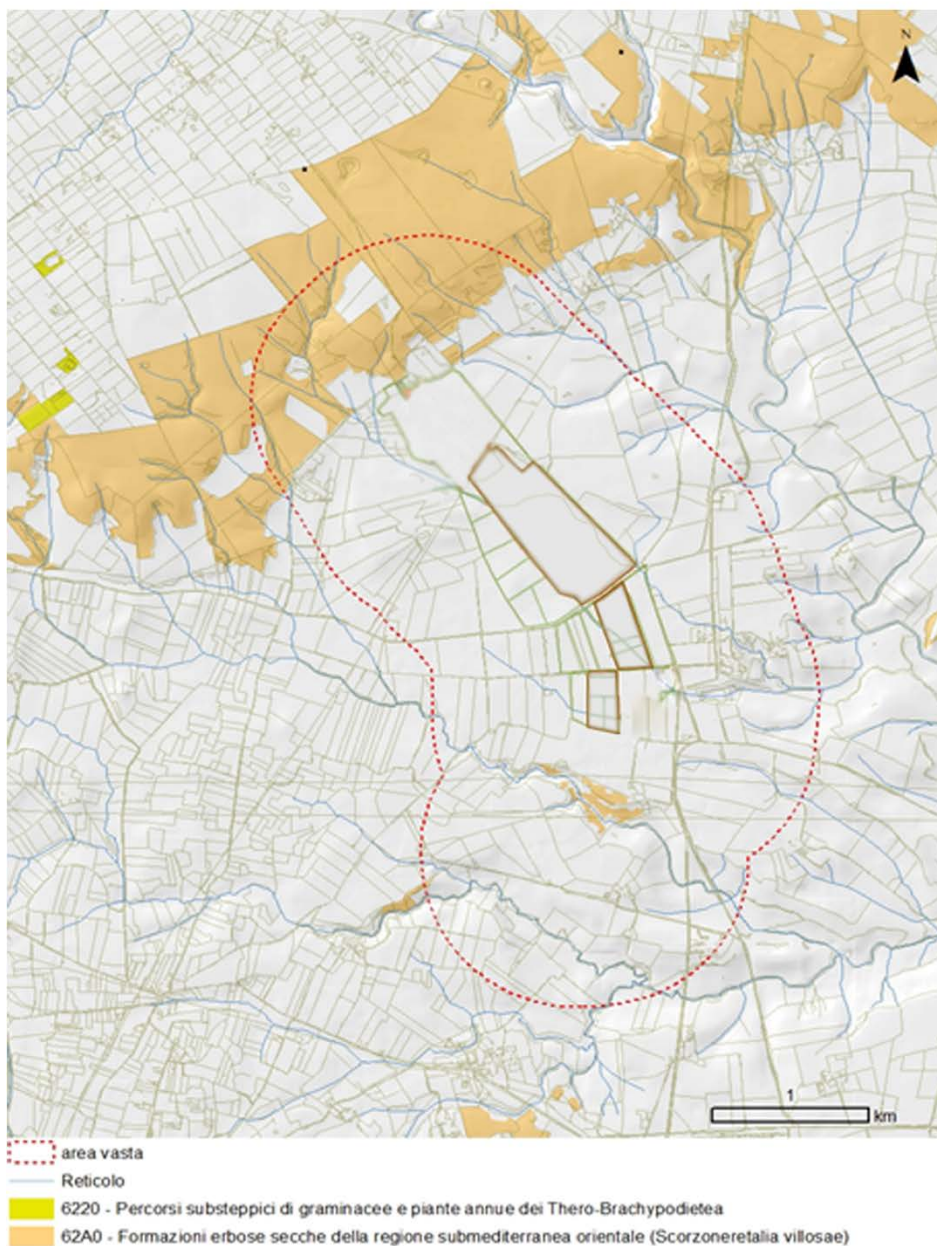 N
1
km
area vasta
Reticolo
6220 - Percorsi substeppici di graminacee e piante annue dei Thero-Brachypodietea
62A0 - Formazioni erbose secche della regione submediterranea orientale (Scorzoneretalia villosae)